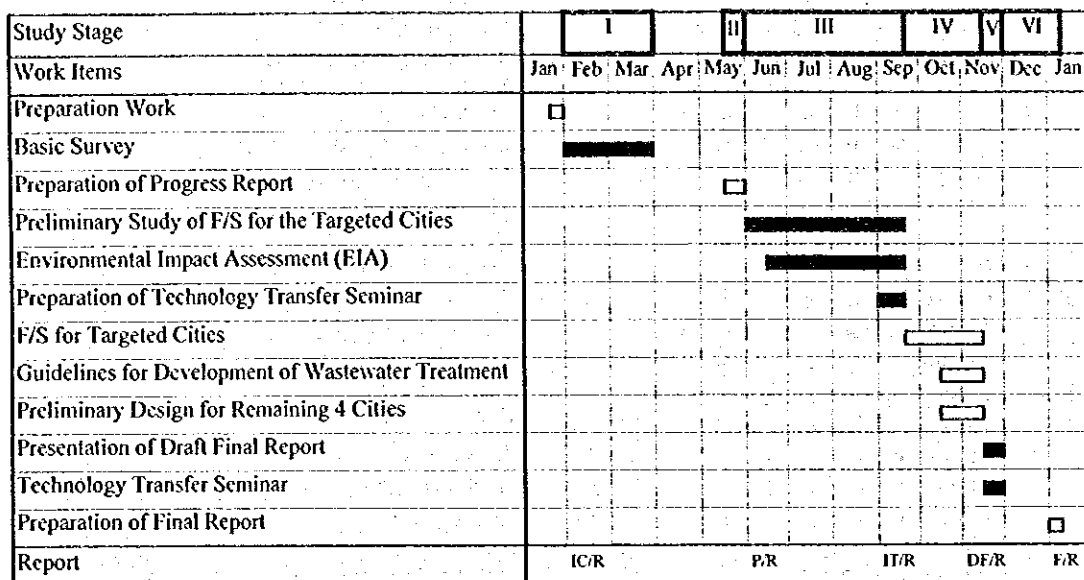 Study Stage I II III IV V VI
Work Items Jan Feb Mar Apr May Jun Jul Aug Sep Oct Nov Dec Jan
Preparation Work
Basic Survey
Preparation of Progress Report
Preliminary Study of F/S for the Targeted Cities
Environmental Impact Assessment (EIA)
Preparation of Technology Transfer Seminar
F/S for Targeted Cities
Guidelines for Development of Wastewater Treatment
Preliminary Design for Remaining 4 Cities
Presentation of Draft Final Report
Technology Transfer Seminar
Preparation of Final Report
Report IC/R P/R IT/R DF/R F/R